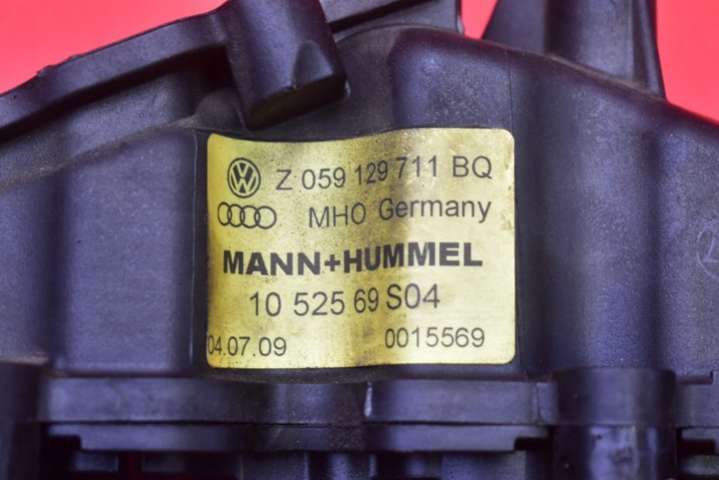 Z 059 129 711 BQ
MHO Germany
MANN+HUMMEL
10 525 69 S04
04.07.09 0015569